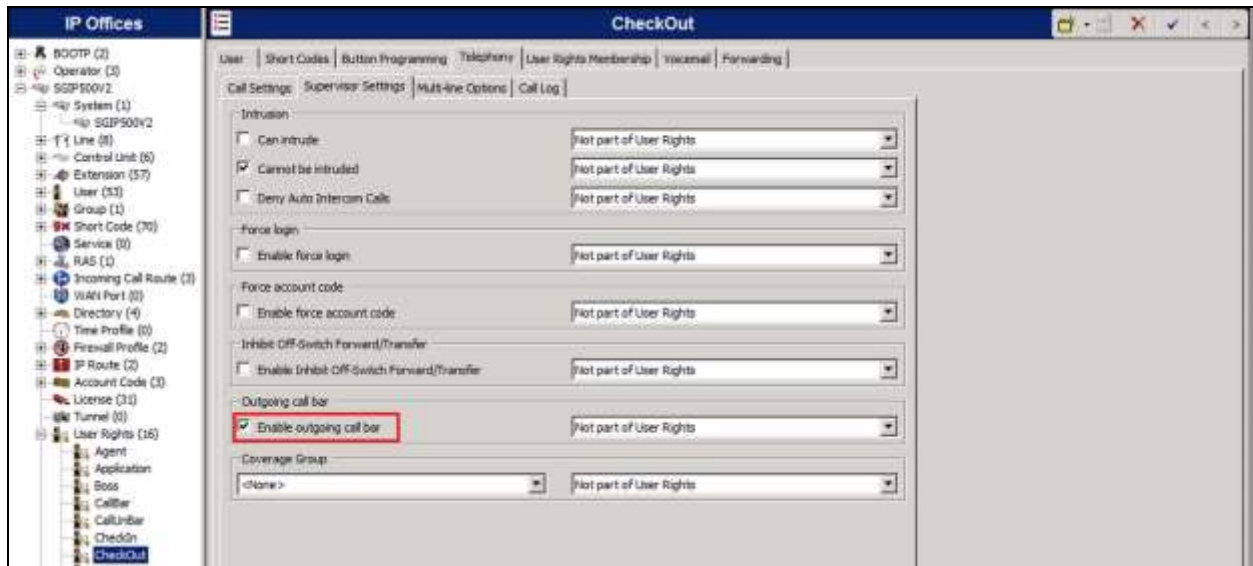 IP Offices
BOOTP (2)
Operator (3)
SGIP500V2
System (1)
SGIP500V2
Line (8)
Control Unit (6)
Extension (57)
User (53)
Group (1)
Short Code (70)
Service (0)
RAS (1)
Incoming Call Route (3)
WAN Port (0)
Directory (4)
Time Profile (0)
Firewall Profile (2)
IP Route (2)
Account Code (3)
License (31)
Tunnel (0)
User Rights (16)
Agent
Application
Boss
CallBar
CallUnBar
CheckIn
CheckOut
CheckOut
User Short Codes Button Programming Telephony User Rights Membership Voicemail Forwarding
Call Settings Supervisor Settings Multi-line Options Call Log
Intrusion
Can intrude Not part of User Rights
Cannot be intruded Not part of User Rights
Deny Auto Intercom Calls Not part of User Rights
Force login
Enable force login Not part of User Rights
Force account code
Enable force account code Not part of User Rights
Inhibit Off-Switch Forward/Transfer
Enable Inhibit Off-Switch Forward/Transfer Not part of User Rights
Outgoing call bar
Enable outgoing call bar Not part of User Rights
Coverage Group
<None> Not part of User Rights